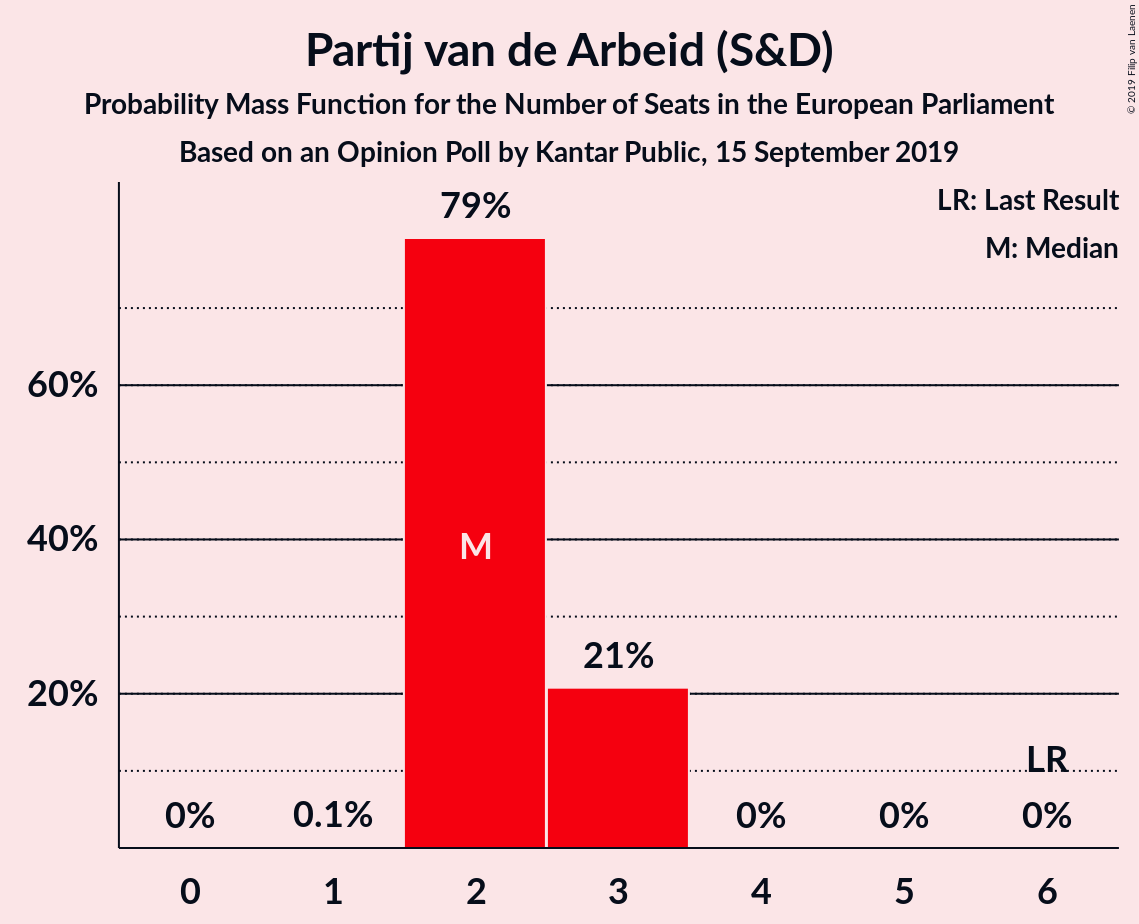 Partij van de Arbeid (S&D)
Probability Mass Function for the Number of Seats in the European Parliament
Based on an Opinion Poll by Kantar Public, 15 September 2019
© 2019 Filip van Laenen
LR: Last Result
M: Median
79%
60%
40%
M
21%
20%
LR
0% 0.1% 0% 0% 0%
0 1 2 3 4 5 6